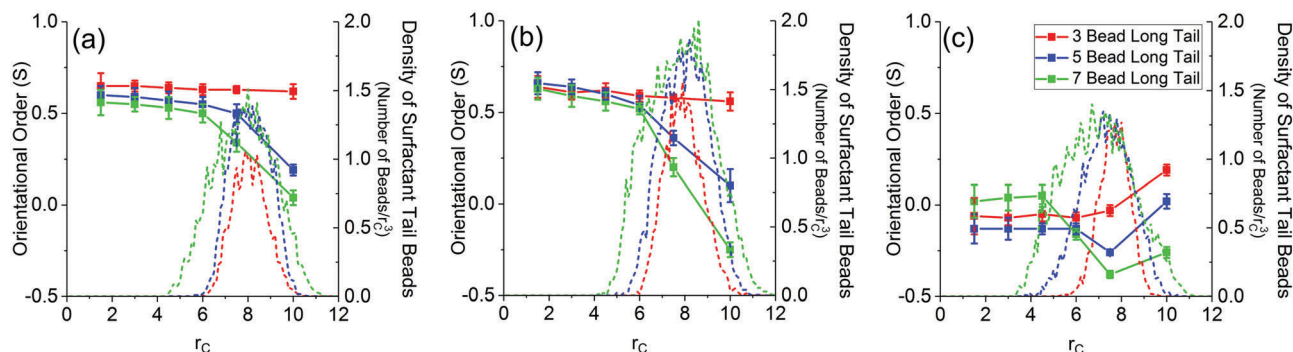 (a)
1.0
0.5
0.0
-0.5
Orientational Order (S)
0 2 4 6 8 10 12
r_C
2.0
1.5
1.0
0.5
0.0
Density of Surfactant Tail Beads
(Number of Beads/r_C^3)
(b)
1.0
0.5
0.0
-0.5
Orientational Order (S)
0 2 4 6 8 10 12
r_C
2.0
1.5
1.0
0.5
0.0
Density of Surfactant Tail Beads
(Number of Beads/r_C^3)
(c)
3 Bead Long Tail
5 Bead Long Tail
7 Bead Long Tail
1.0
0.5
0.0
-0.5
Orientational Order (S)
0 2 4 6 8 10 12
r_C
2.0
1.5
1.0
0.5
0.0
Density of Surfactant Tail Beads
(Number of Beads/r_C^3)